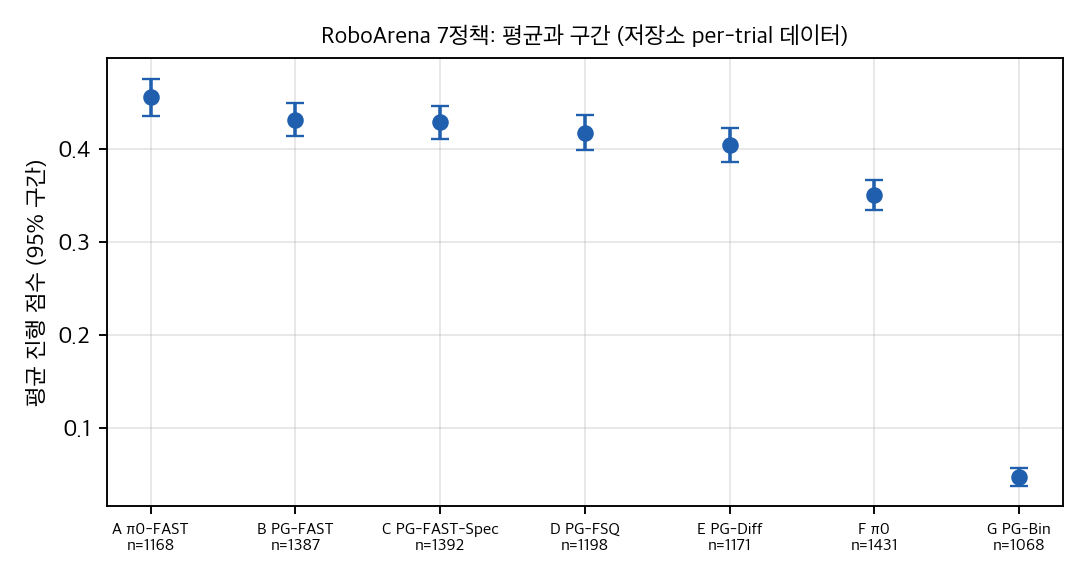 RoboArena 7정책: 평균과 구간 (저장소 per-trial 데이터)
평균 진행 점수 (95% 구간)
0.4
0.3
0.2
0.1
A π0-FAST
n=1168
B PG-FAST
n=1387
C PG-FAST-Spec
n=1392
D PG-FSQ
n=1198
E PG-Diff
n=1171
F π0
n=1431
G PG-Bin
n=1068